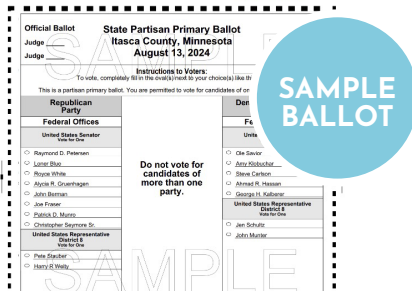 Official Ballot
Judge
Judge
State Partisan Primary Ballot
Itasca County, Minnesota
August 13, 2024
Instructions to Voters:
To vote, completely fill in the oval(s) next to your choice(s) like th
This is a partisan primary ballot. You are permitted to vote for candidates of on
Republican
Party
Federal Offices
United States Senator
Vote for One
Raymond D. Petersen
Loner Blue
Royce White
Alycia R. Gruenhagen
John Berman
Joe Fraser
Patrick D. Munro
Christopher Seymore Sr.
United States Representative
District 8
Vote for One
Pete Stauber
Harry R Welty
Do not vote for
candidates of
more than one
party.
Unite
Ole Savior
Amy Klobuchar
Steve Carlson
Ahmad R. Hassan
George H. Kalberer
United States Representative
District 8
Vote for One
Jen Schultz
John Munter
SAMPLE
BALLOT
SAMPLE
SAMPLE